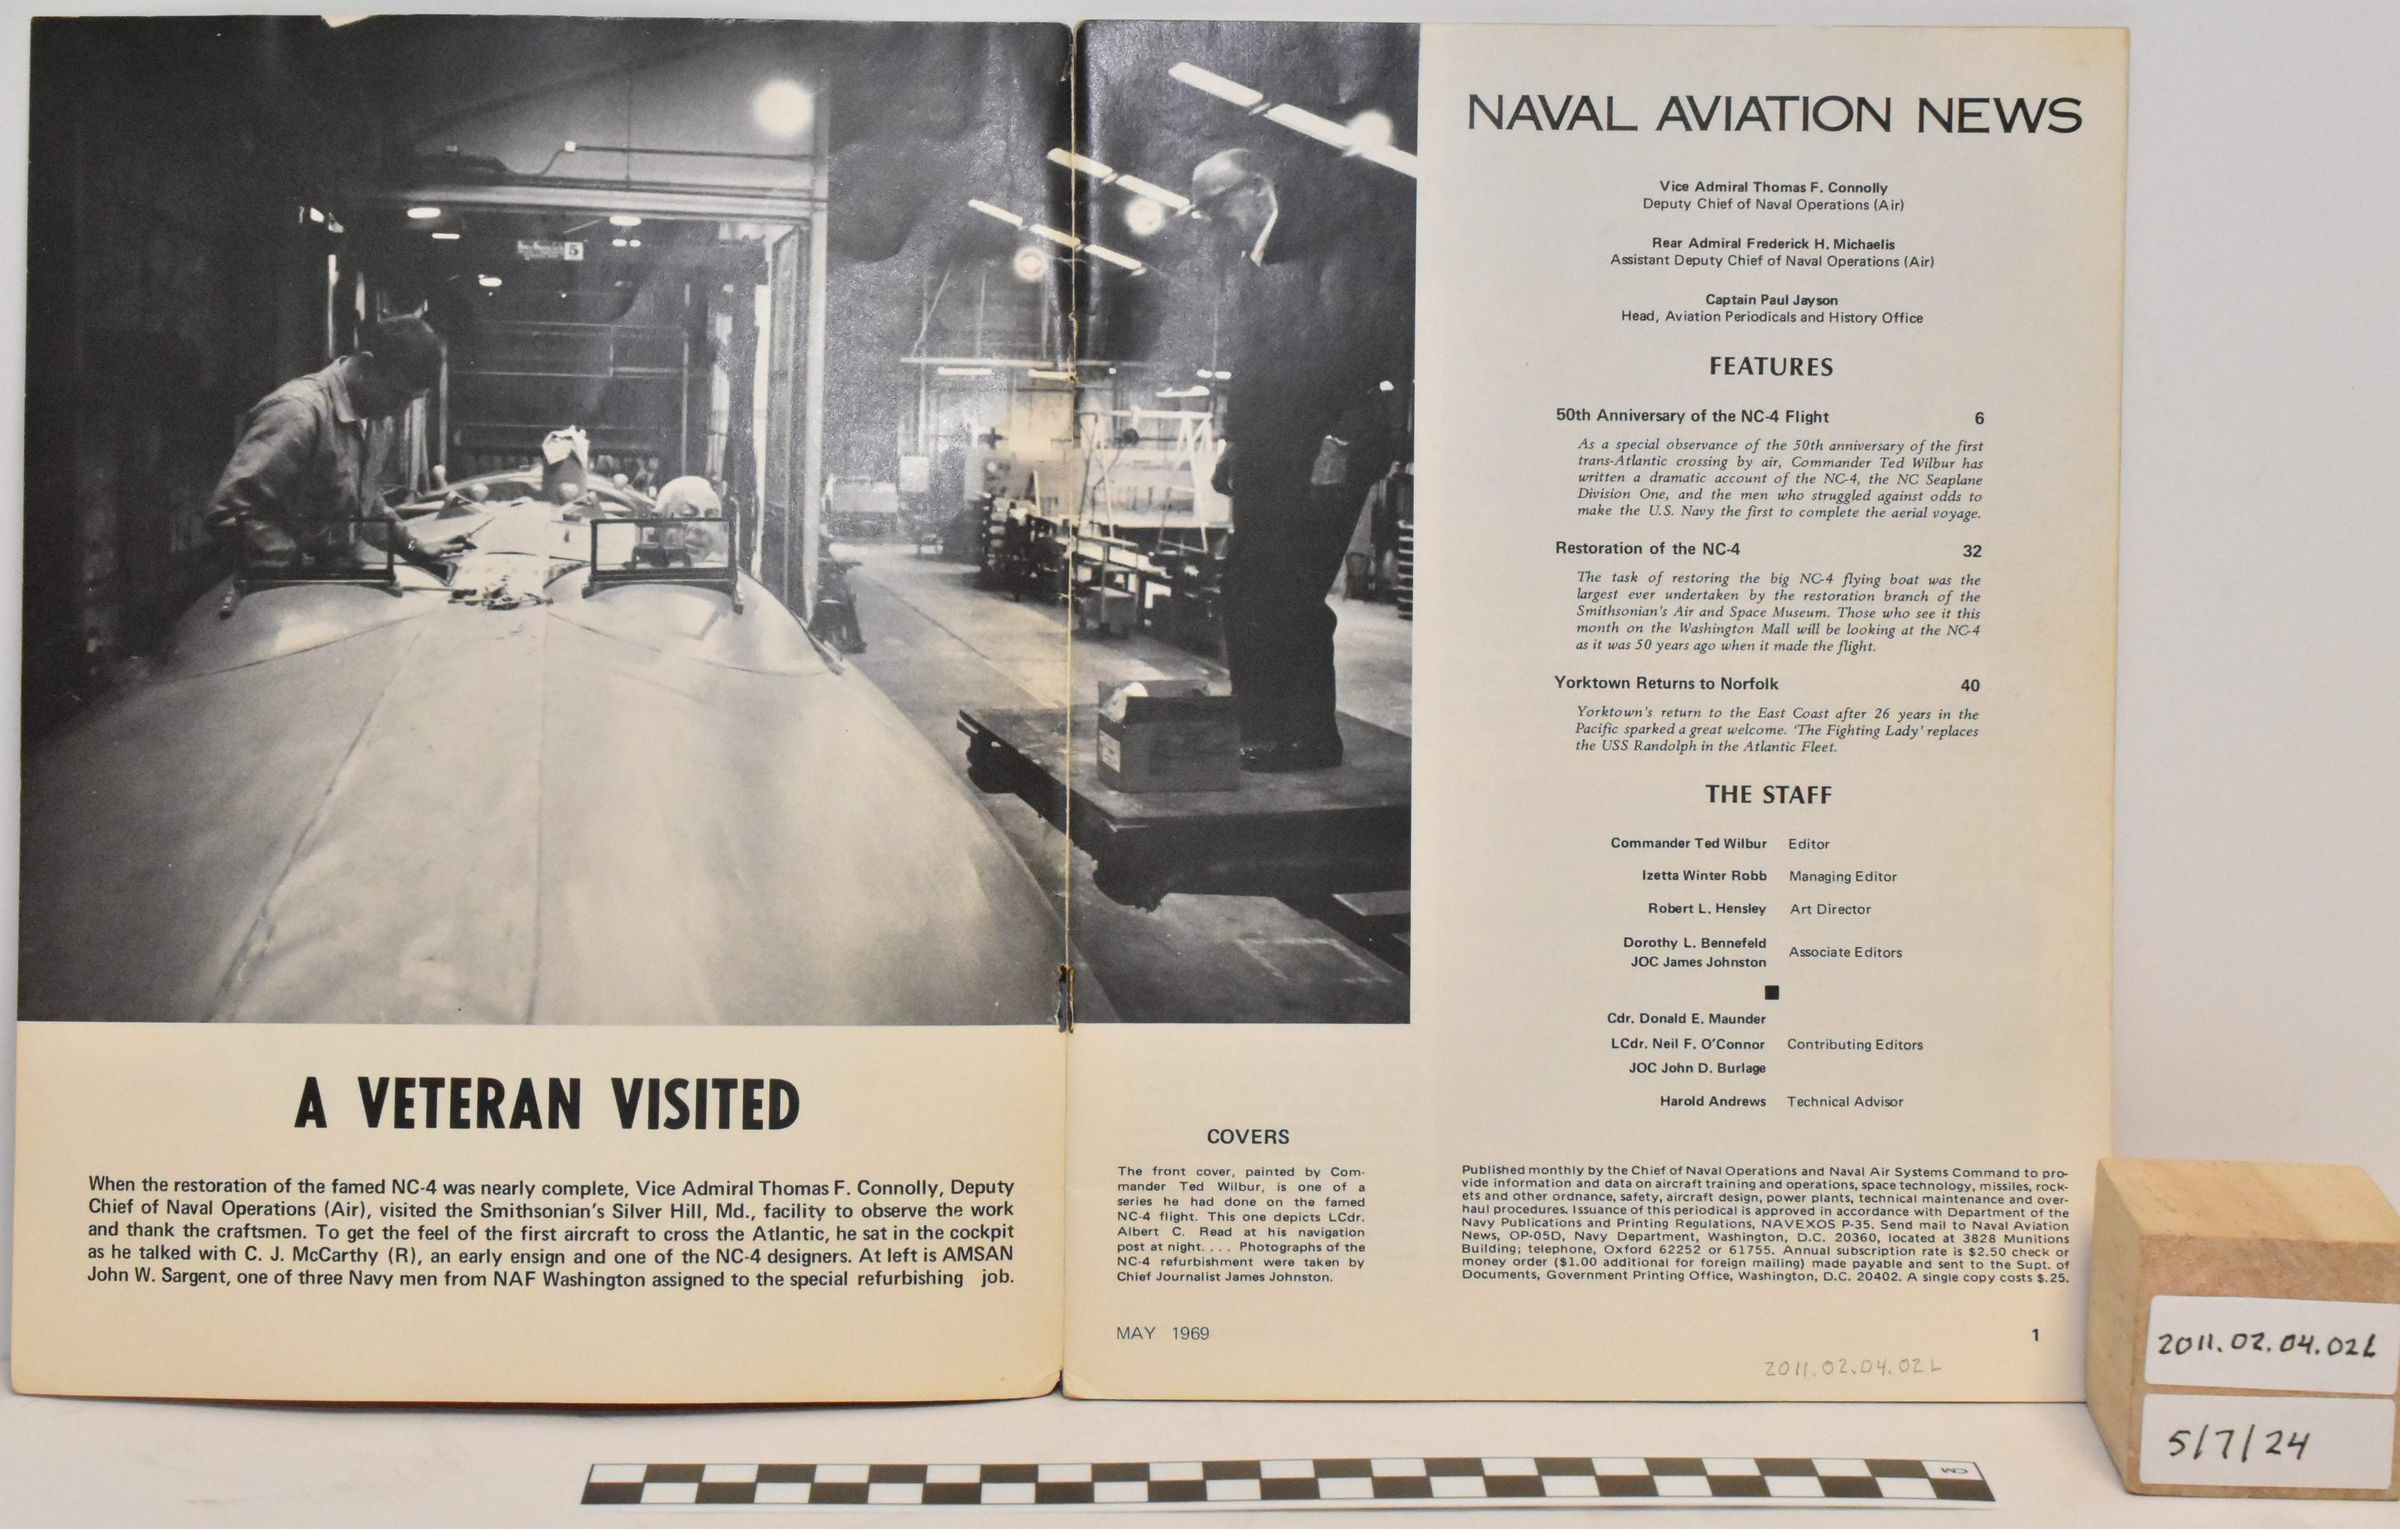 5
A VETERAN VISITED
When the restoration of the famed NC-4 was nearly complete, Vice Admiral Thomas F. Connolly, Deputy
Chief of Naval Operations (Air), visited the Smithsonian's Silver Hill, Md., facility to observe the work
and thank the craftsmen. To get the feel of the first aircraft to cross the Atlantic, he sat in the cockpit
as he talked with C. J. McCarthy (R), an early ensign and one of the NC-4 designers. At left is AMSAN
John W. Sargent, one of three Navy men from NAF Washington assigned to the special refurbishing job.
COVERS
The front cover, painted by Com-
mander Ted Wilbur, is one of a
series he had done on the famed
NC-4 flight. This one depicts LCdr.
Albert C. Read at his navigation
post at night. . . . Photographs of the
NC-4 refurbishment were taken by
Chief Journalist James Johnston.
MAY 1969
NAVAL AVIATION NEWS
Vice Admiral Thomas F. Connolly
Deputy Chief of Naval Operations (Air)
Rear Admiral Frederick H. Michaelis
Assistant Deputy Chief of Naval Operations (Air)
Captain Paul Jayson
Head, Aviation Periodicals and History Office
FEATURES
50th Anniversary of the NC-4 Flight 6
As a special observance of the 50th anniversary of the first
trans-Atlantic crossing by air, Commander Ted Wilbur has
written a dramatic account of the NC-4, the NC Seaplane
Division One, and the men who struggled against odds to
make the U.S. Navy the first to complete the aerial voyage.
Restoration of the NC-4 32
The task of restoring the big NC-4 flying boat was the
largest ever undertaken by the restoration branch of the
Smithsonian's Air and Space Museum. Those who see it this
month on the Washington Mall will be looking at the NC-4
as it was 50 years ago when it made the flight.
Yorktown Returns to Norfolk 40
Yorktown's return to the East Coast after 26 years in the
Pacific sparked a great welcome. 'The Fighting Lady' replaces
the USS Randolph in the Atlantic Fleet.
THE STAFF
Commander Ted Wilbur Editor
Izetta Winter Robb Managing Editor
Robert L. Hensley Art Director
Dorothy L. Bennefeld
JOC James Johnston Associate Editors
Cdr. Donald E. Maunder
LCdr. Neil F. O'Connor Contributing Editors
JOC John D. Burlage
Harold Andrews Technical Advisor
Published monthly by the Chief of Naval Operations and Naval Air Systems Command to pro-
vide information and data on aircraft training and operations, space technology, missiles, rock-
ets and other ordnance, safety, aircraft design, power plants, technical maintenance and over-
haul procedures. Issuance of this periodical is approved in accordance with Department of the
Navy Publications and Printing Regulations, NAVEXOS P-35. Send mail to Naval Aviation
News, OP-05D, Navy Department, Washington, D.C. 20360, located at 3828 Munitions
Building; telephone, Oxford 62252 or 61755. Annual subscription rate is $2.50 check or
money order ($1.00 additional for foreign mailing) made payable and sent to the Supt. of
Documents, Government Printing Office, Washington, D.C. 20402. A single copy costs $.25.
1
2011.02.04.02L
2011.02.04.02L
5/7/24
CM